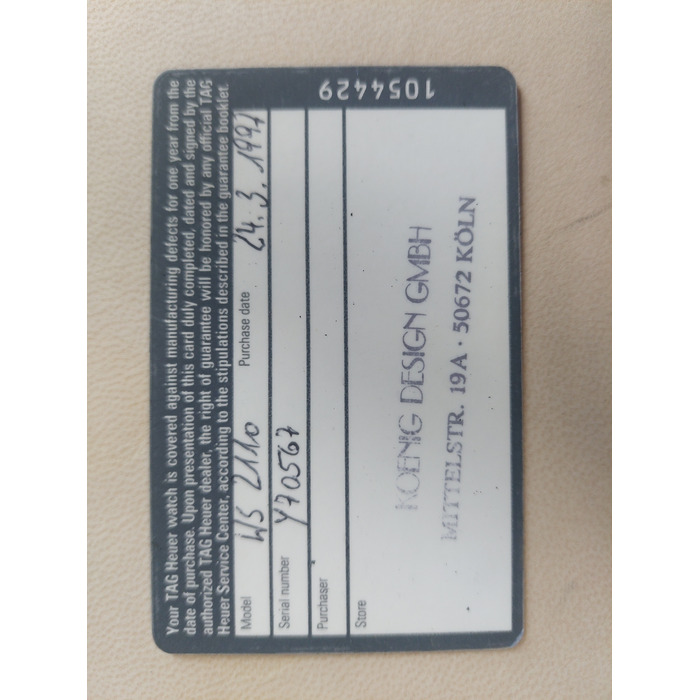 Your TAG Heuer watch is covered against manufacturing defects for one year from the
date of purchase. Upon presentation of this card duly completed, dated and signed by the
authorized TAG Heuer dealer, the right of guarantee will be honored by any official TAG
Heuer Service Center, according to the stipulations described in the guarantee booklet.
Model WS 2110 Purchase date 24. 3. 1997
Serial number Y70567
Purchaser
Store
KOENIG DESIGN GMBH
MITTELSTR. 19A · 50672 KÖLN
1054429